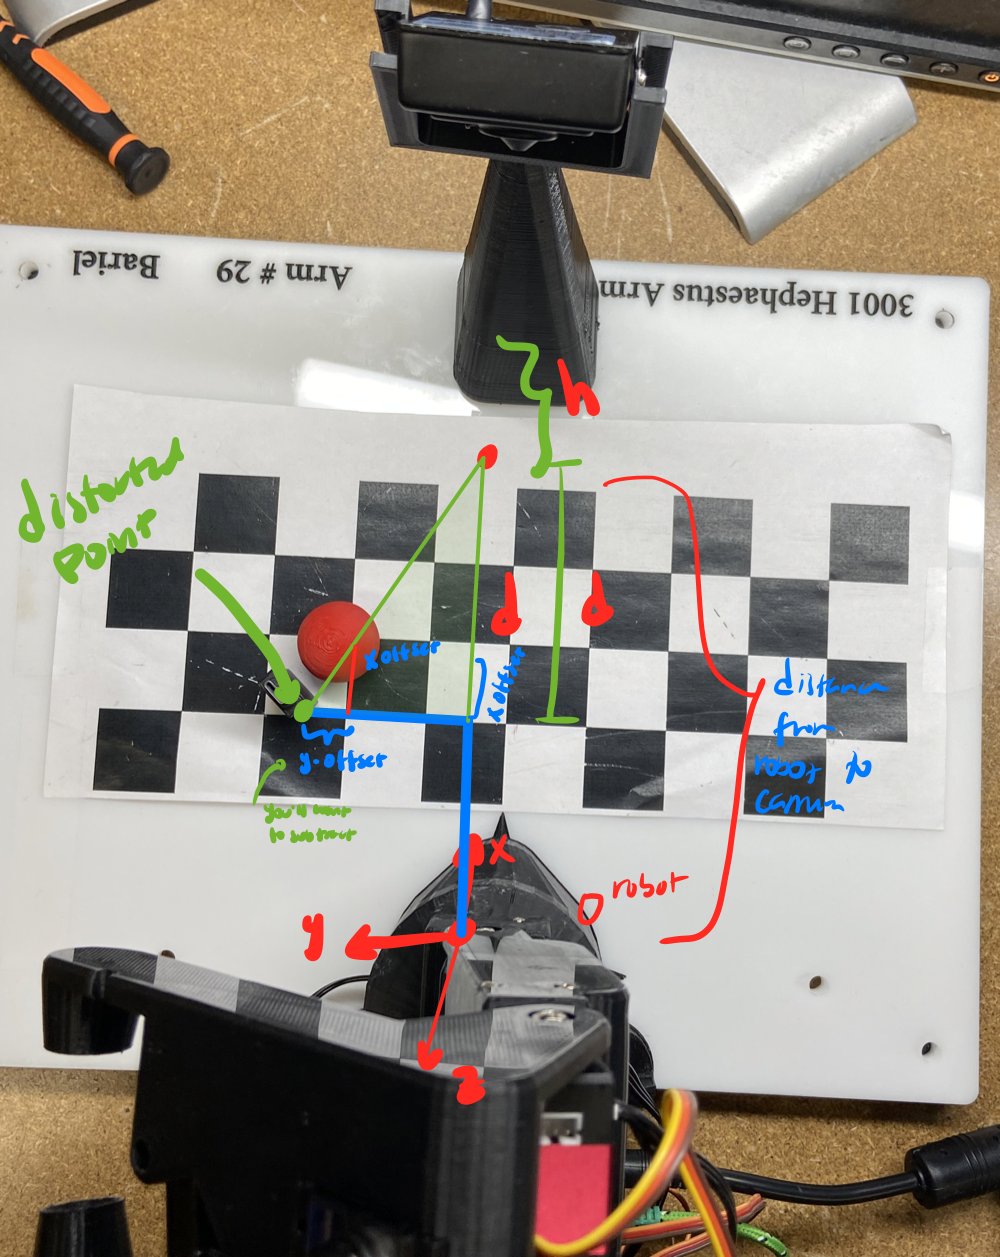 Bariel
Arm # 29
3001 Hephaestus Arm
h
distorted
point
d
d
x offset
x offset
y-offset
you'll want
to subtract
distance
from
robot to
camera
x
O robot
y
z